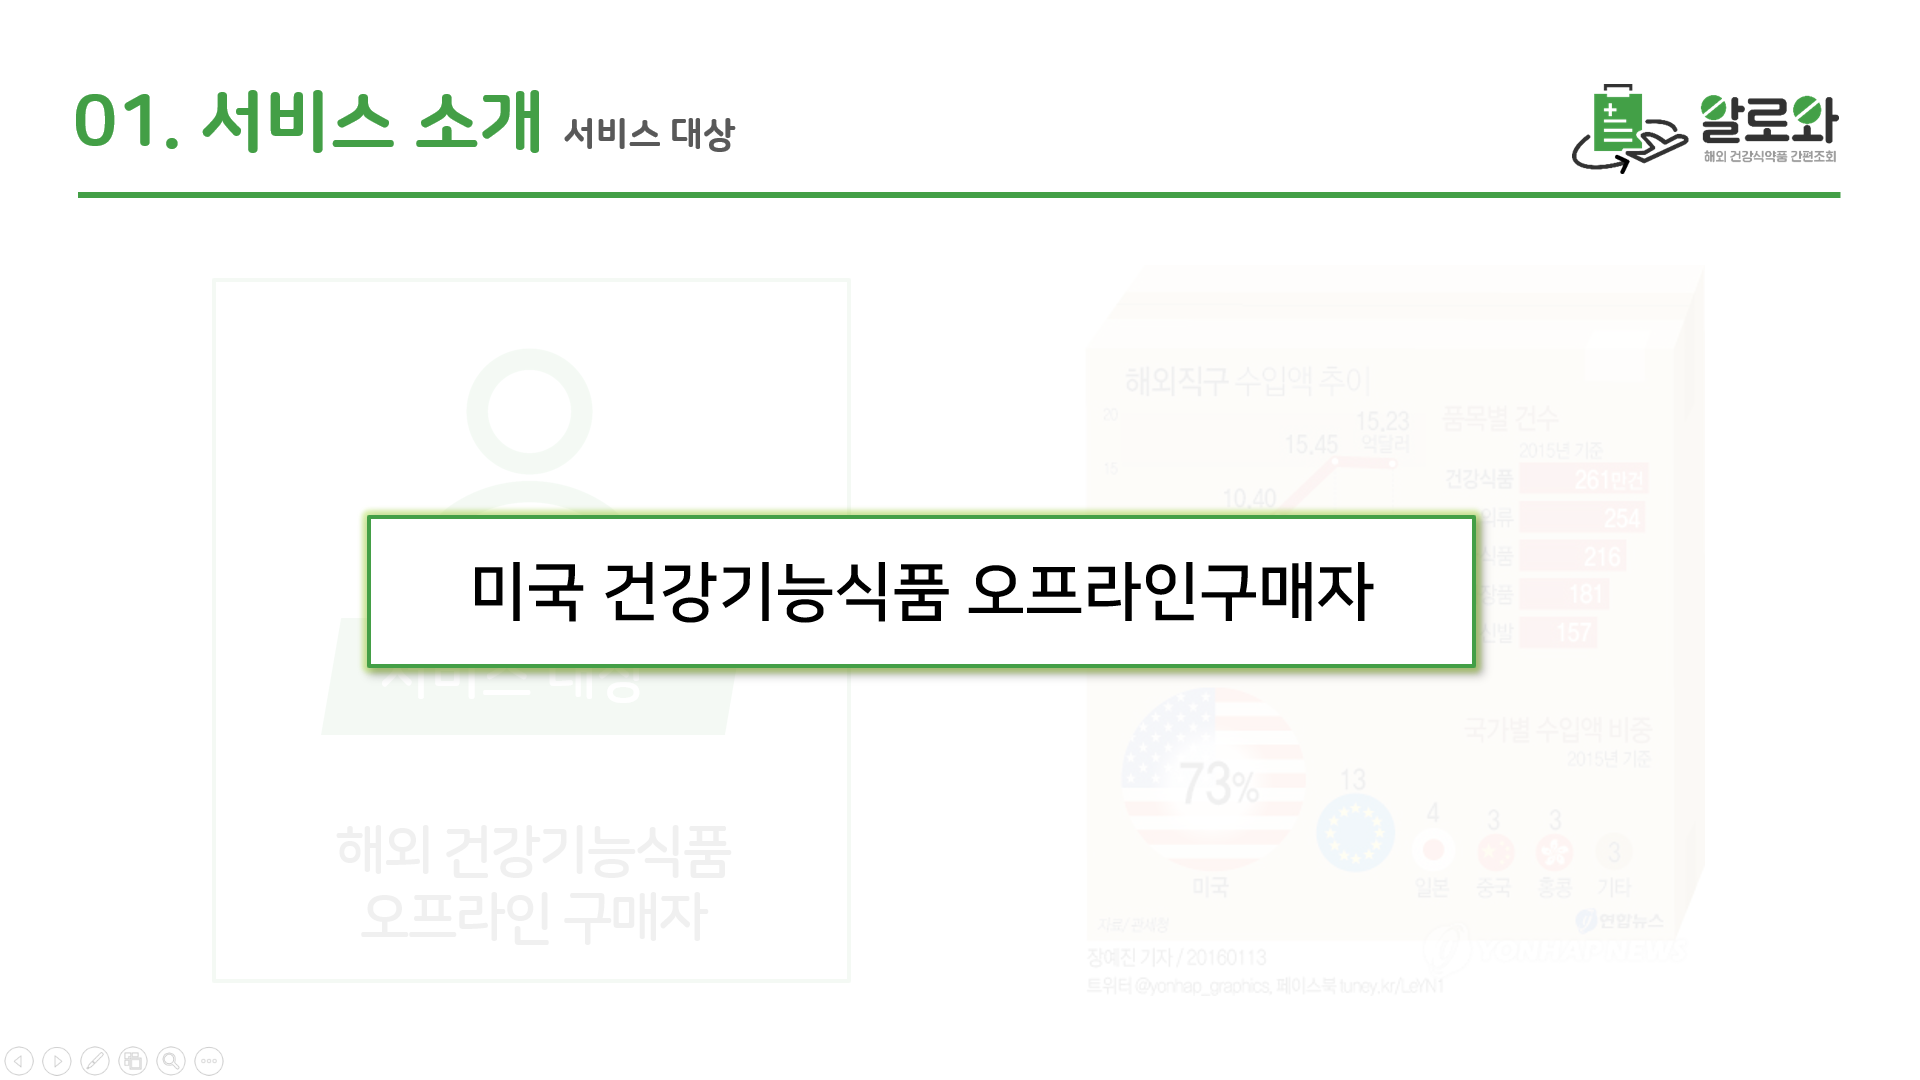 01. 서비스 소개 서비스 대상
알로와
해외 건강식약품 간편조회
미국 건강기능식품 오프라인구매자
서비스 대상
해외 건강기능식품
오프라인 구매자
해외직구 수입액 추이
20
15
10.40
15.45
15.23
억달러
품목별 건수
2015년 기준
건강식품 261만건
의류 254
식품 216
장품 181
신발 157
국가별 수입액 비중
2015년 기준
73%
미국
13
4
일본
3
중국
3
홍콩
3
기타
자료/관세청
연합뉴스
YONHAPNEWS
장예진 기자 / 20160113
트위터 @yonhap_graphics, 페이스북 tuney.kr/LeYN1